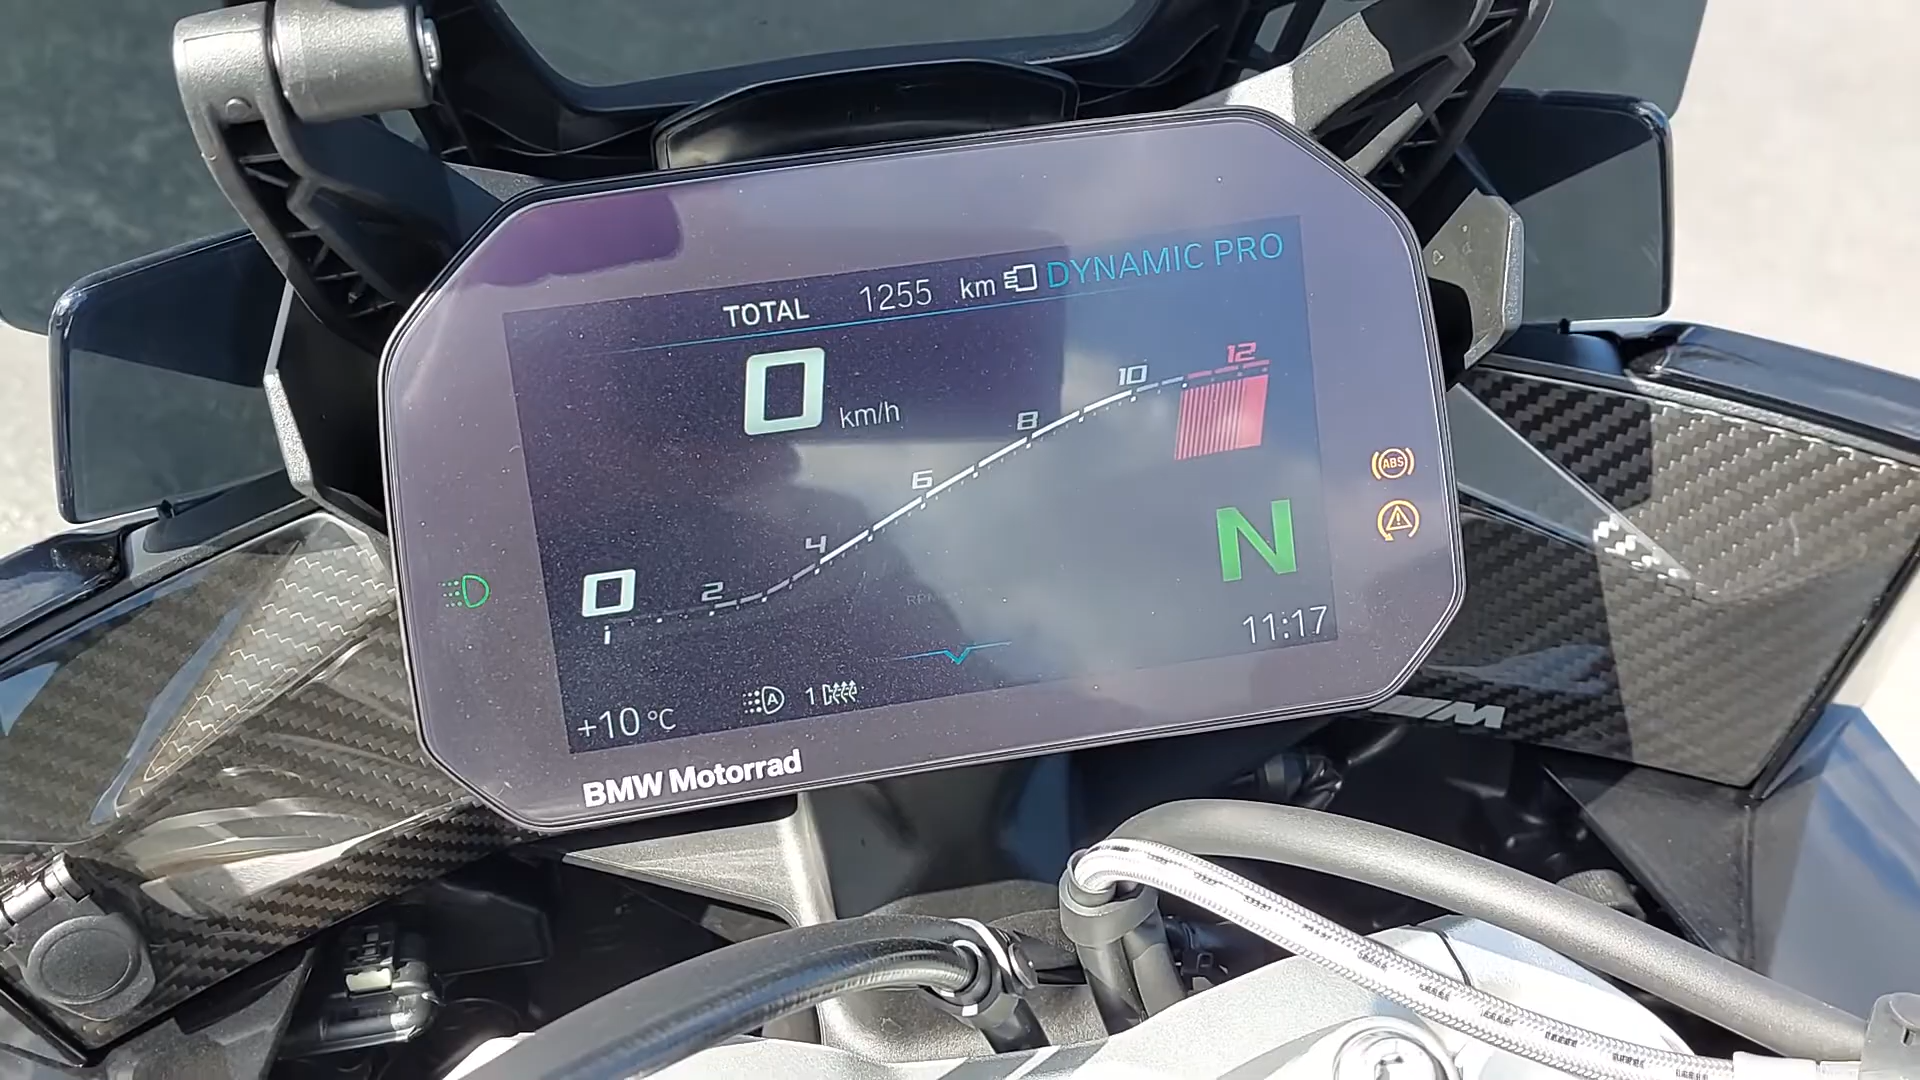 TOTAL 1255 km DYNAMIC PRO
0 km/h
12
10
8
6
4
2
0
N
ABS
11:17
A 1
+10 °C
BMW Motorrad
M